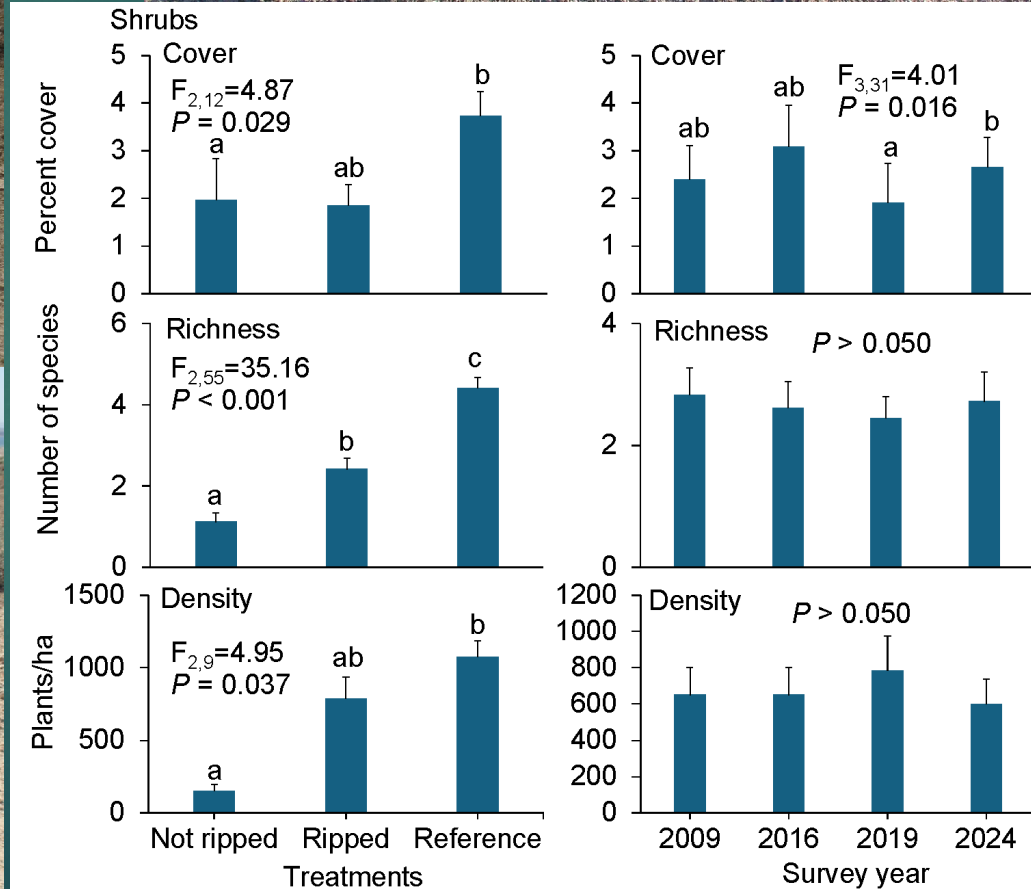 Shrubs
Cover
F2,12=4.87
P = 0.029
a
ab
b
5
4
3
2
1
0
Percent cover
Cover
F3,31=4.01
P = 0.016
ab
ab
a
b
5
4
3
2
1
0
Richness
F2,55=35.16
P < 0.001
a
b
c
6
4
2
0
Number of species
Richness
P > 0.050
4
2
0
Density
F2,9=4.95
P = 0.037
a
ab
b
1500
1000
500
0
Plants/ha
Not ripped Ripped Reference
Treatments
Density
P > 0.050
1200
1000
800
600
400
200
0
2009 2016 2019 2024
Survey year